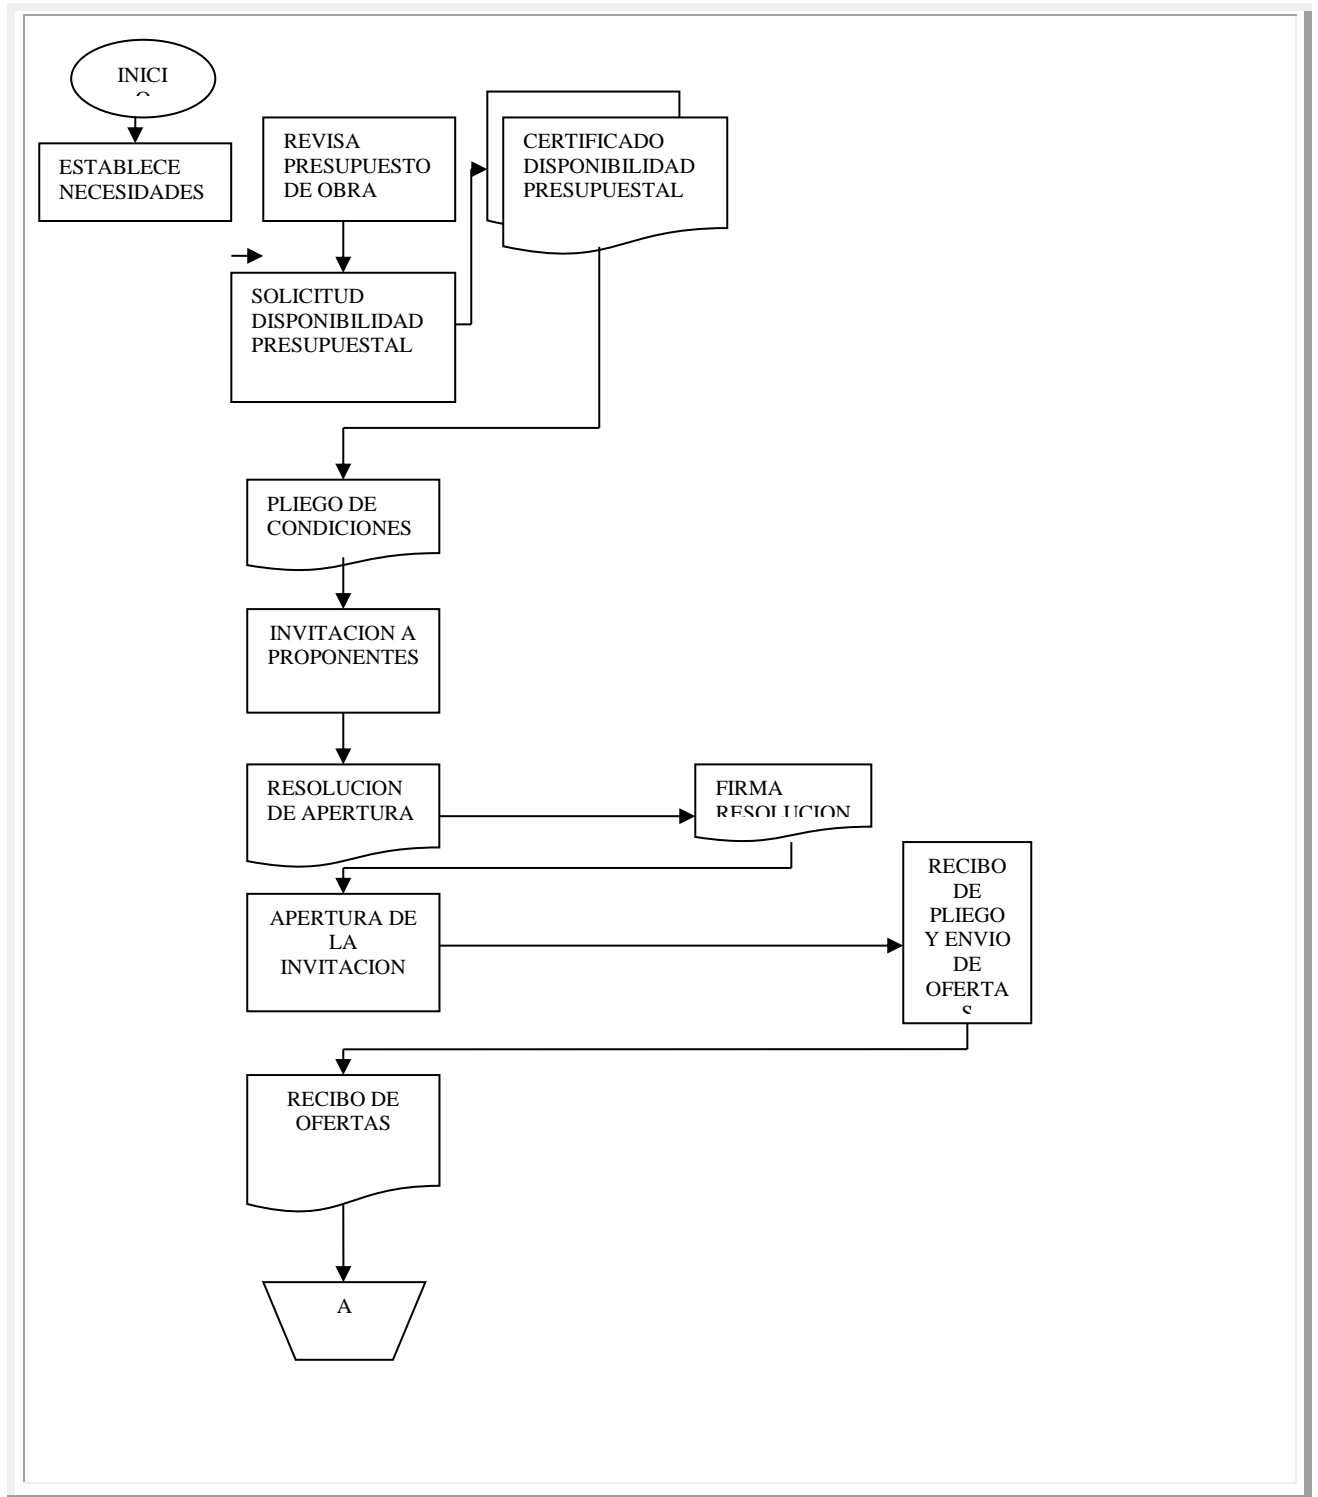 INICI
O
ESTABLECE
NECESIDADES
REVISA
PRESUPUESTO
DE OBRA
CERTIFICADO
DISPONIBILIDAD
PRESUPUESTAL
SOLICITUD
DISPONIBILIDAD
PRESUPUESTAL
PLIEGO DE
CONDICIONES
INVITACION A
PROPONENTES
RESOLUCION
DE APERTURA
FIRMA
RESOLUCION
APERTURA DE
LA
INVITACION
RECIBO
DE
PLIEGO
Y ENVIO
DE
OFERTA
S
RECIBO DE
OFERTAS
A